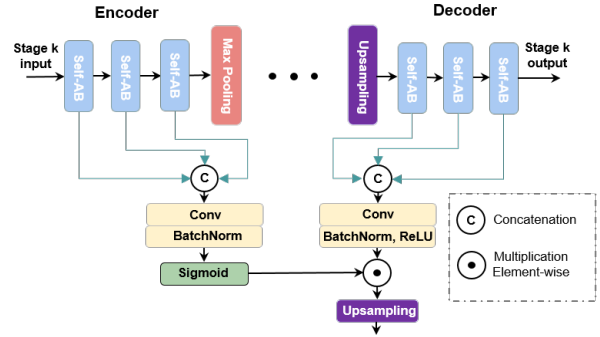 Encoder
Decoder
Stage k
input
Self-AB
Self-AB
Self-AB
Max Pooling
Upsampling
Self-AB
Self-AB
Self-AB
Stage k
output
C
C
Conv
BatchNorm
Conv
BatchNorm, ReLU
Sigmoid
Upsampling
C
Concatenation
Multiplication
Element-wise